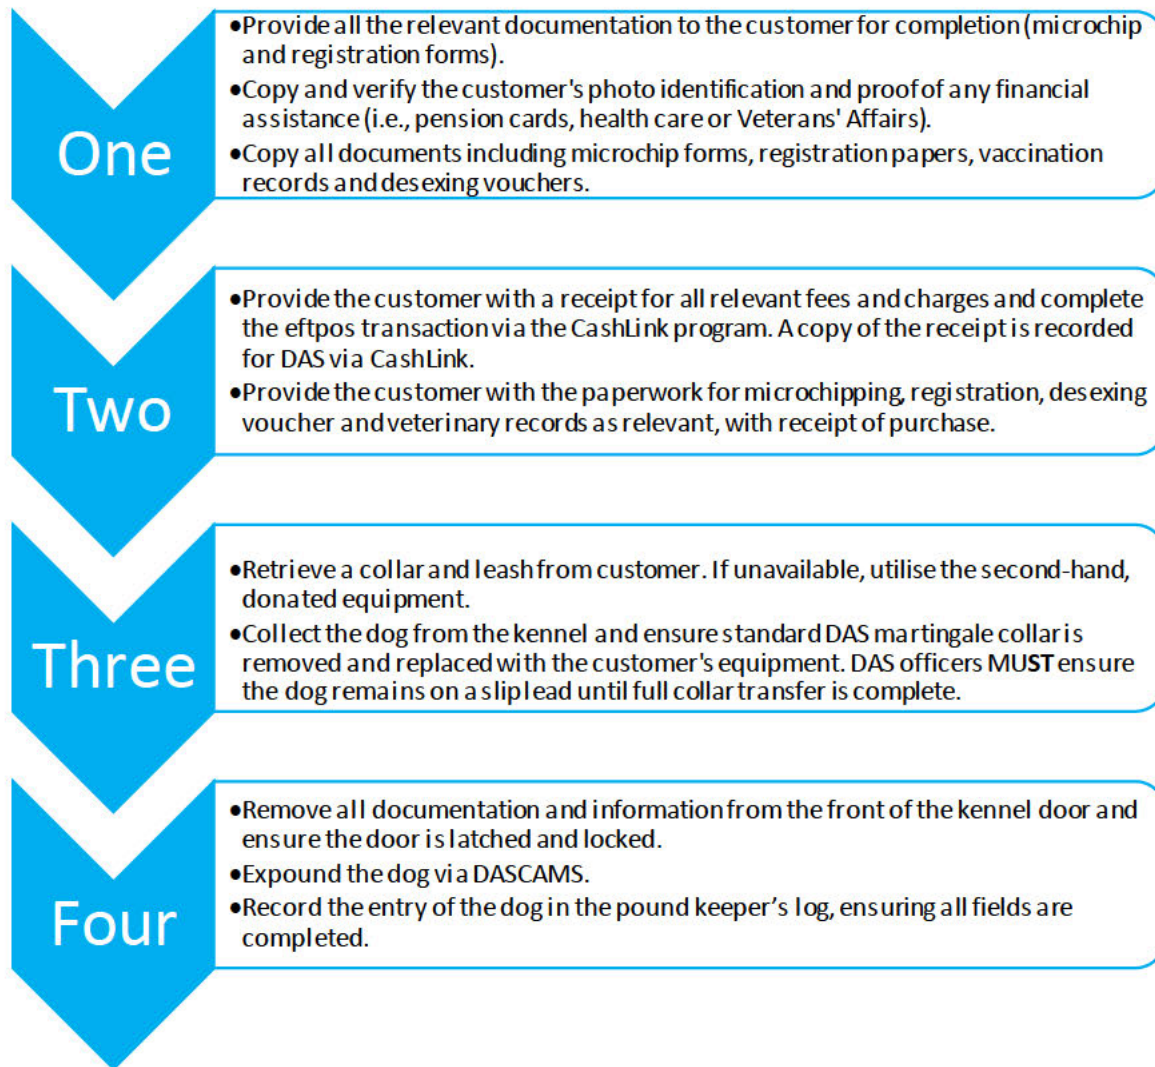 One
•Provide all the relevant documentation to the customer for completion (microchip
and registration forms).
•Copy and verify the customer's photo identification and proof of any financial
assistance (i.e., pension cards, health care or Veterans' Affairs).
•Copy all documents including microchip forms, registration papers, vaccination
records and desexing vouchers.
Two
•Provide the customer with a receipt for all relevant fees and charges and complete
the eftpos transaction via the CashLink program. A copy of the receipt is recorded
for DAS via CashLink.
•Provide the customer with the paperwork for microchipping, registration, desexing
voucher and veterinary records as relevant, with receipt of purchase.
Three
•Retrieve a collar and leash from customer. If unavailable, utilise the second-hand,
donated equipment.
•Collect the dog from the kennel and ensure standard DAS martingale collar is
removed and replaced with the customer's equipment. DAS officers MUST ensure
the dog remains on a slip lead until full collar transfer is complete.
Four
•Remove all documentation and information from the front of the kennel door and
ensure the door is latched and locked.
•Expound the dog via DASCAMS.
•Record the entry of the dog in the pound keeper’s log, ensuring all fields are
completed.